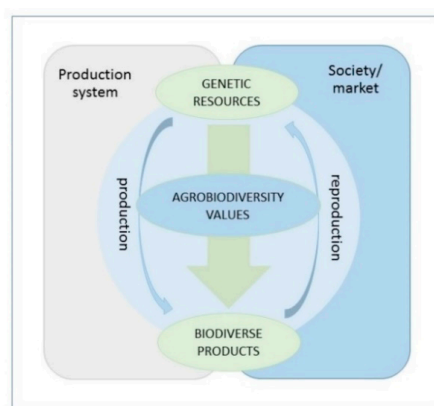 Production
system
GENETIC
RESOURCES
Society/
market
production
AGROBIODIVERSITY
VALUES
reproduction
BIODIVERSE
PRODUCTS